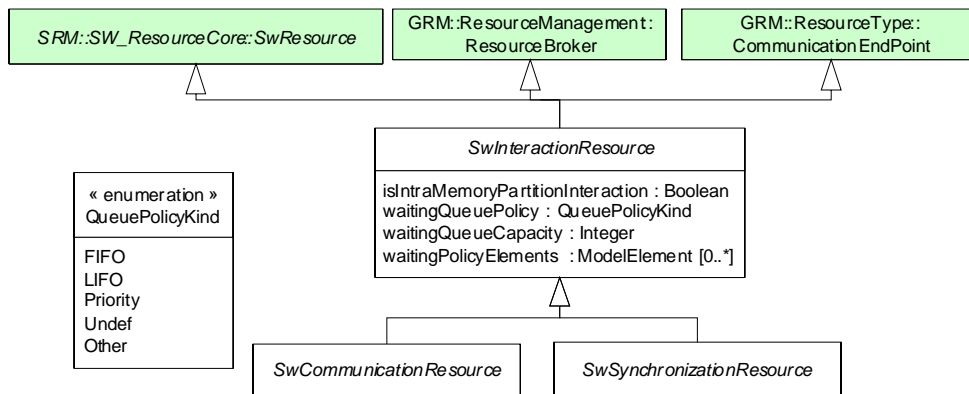 SRM::SW_ResourceCore::SwResource
GRM::ResourceManagement:
ResourceBroker
GRM::ResourceType::
CommunicationEndPoint
SwInteractionResource
isIntraMemoryPartitionInteraction : Boolean
waitingQueuePolicy : QueuePolicyKind
waitingQueueCapacity : Integer
waitingPolicyElements : ModelElement [0..*]
« enumeration »
QueuePolicyKind
FIFO
LIFO
Priority
Undef
Other
SwCommunicationResource
SwSynchronizationResource